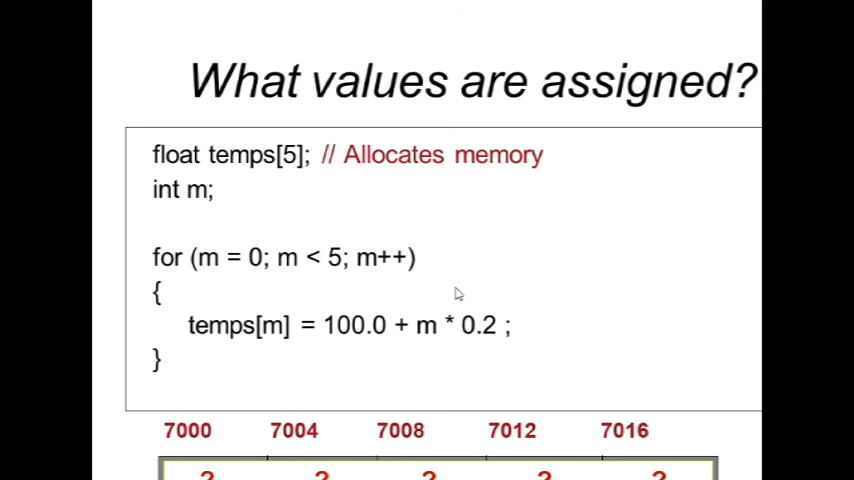 What values are assigned?
float temps[5]; // Allocates memory
int m;
for (m = 0; m < 5; m++)
{
temps[m] = 100.0 + m * 0.2 ;
}
7000 7004 7008 7012 7016
? ? ? ? ?